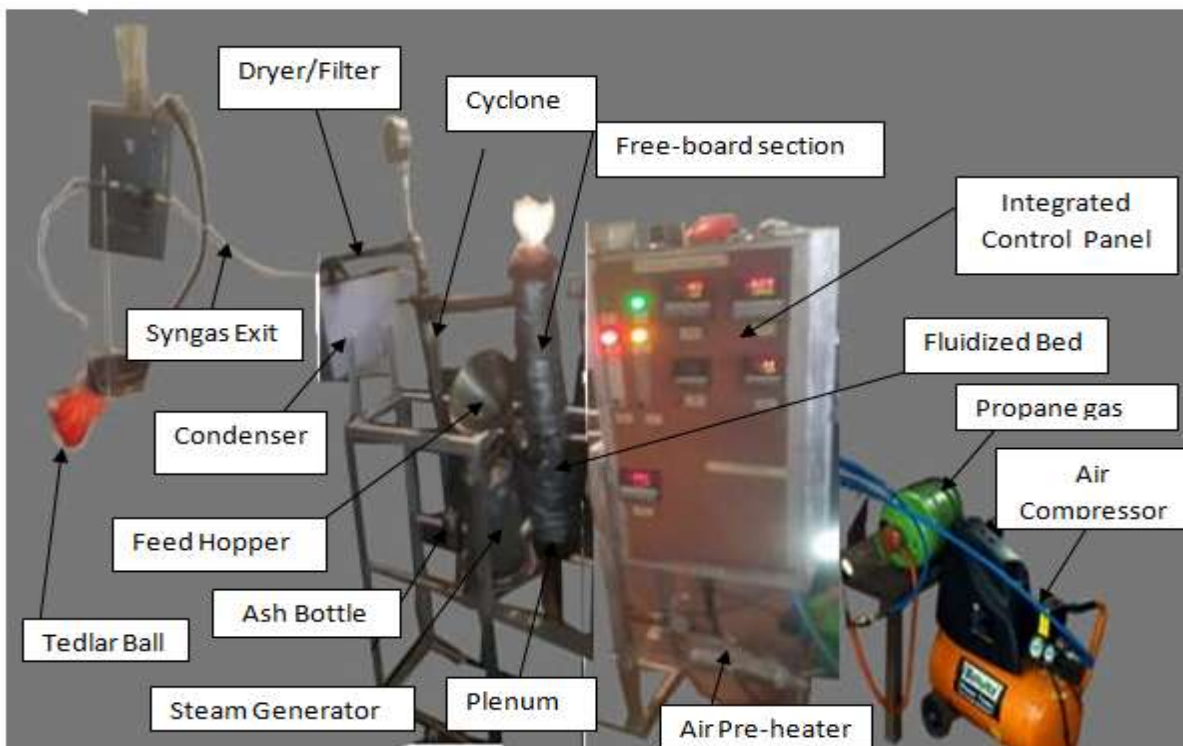 Dryer/Filter
Cyclone
Free-board section
Integrated
Control Panel
Syngas Exit
Fluidized Bed
Propane gas
Condenser
Air
Compressor
Feed Hopper
Ash Bottle
Tedlar Ball
Steam Generator
Plenum
Air Pre-heater